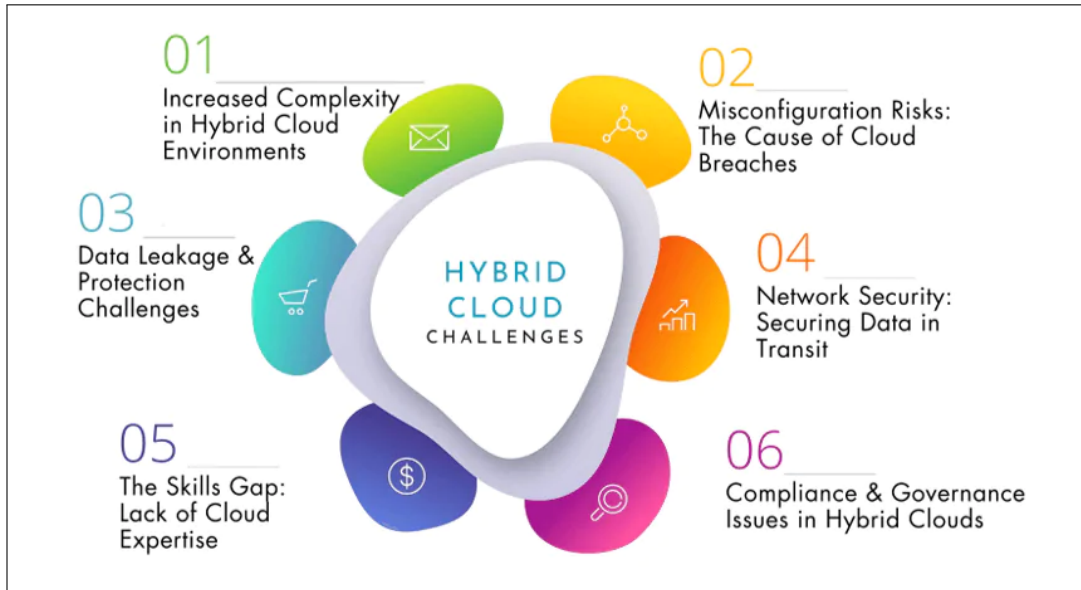 01
Increased Complexity
in Hybrid Cloud
Environments
02
Misconfiguration Risks:
The Cause of Cloud
Breaches
03
Data Leakage &
Protection
Challenges
HYBRID
CLOUD
CHALLENGES
04
Network Security:
Securing Data in
Transit
05
The Skills Gap:
Lack of Cloud
Expertise
$
06
Compliance & Governance
Issues in Hybrid Clouds